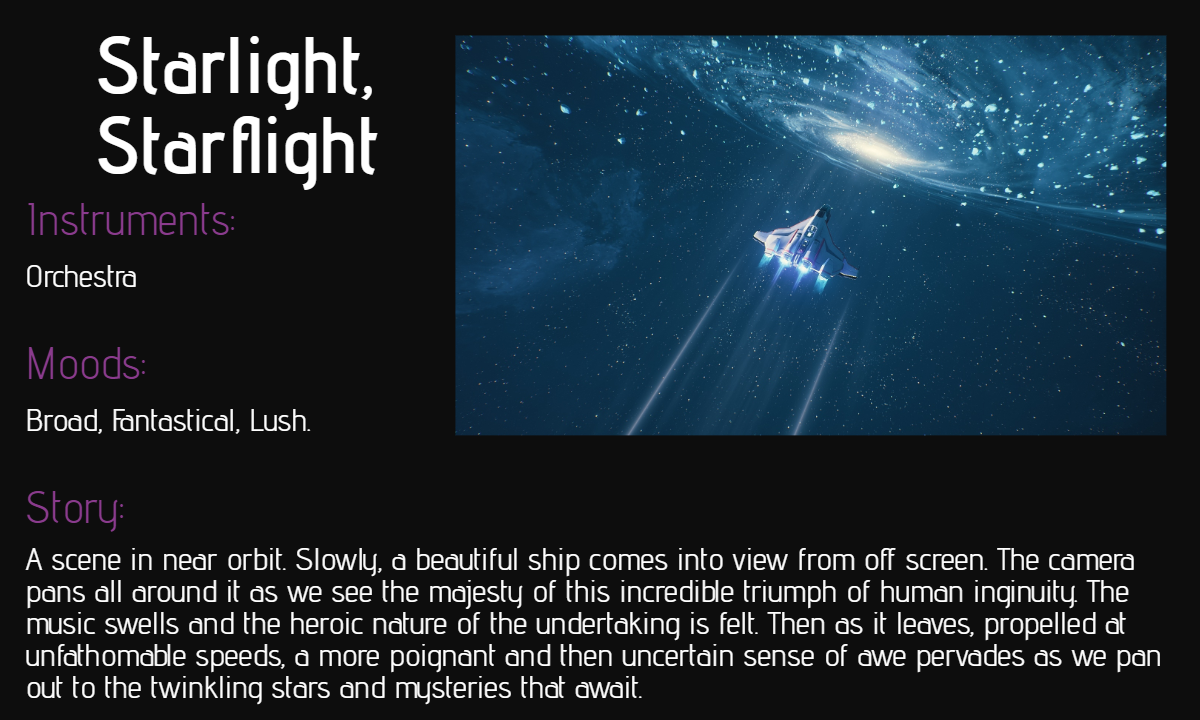 Starlight,
Starflight
Instruments:
Orchestra
Moods:
Broad, Fantastical, Lush.
Story:
A scene in near orbit. Slowly, a beautiful ship comes into view from off screen. The camera
pans all around it as we see the majesty of this incredible triumph of human inginuity. The
music swells and the heroic nature of the undertaking is felt. Then as it leaves, propelled at
unfathomable speeds, a more poignant and then uncertain sense of awe pervades as we pan
out to the twinkling stars and mysteries that await.